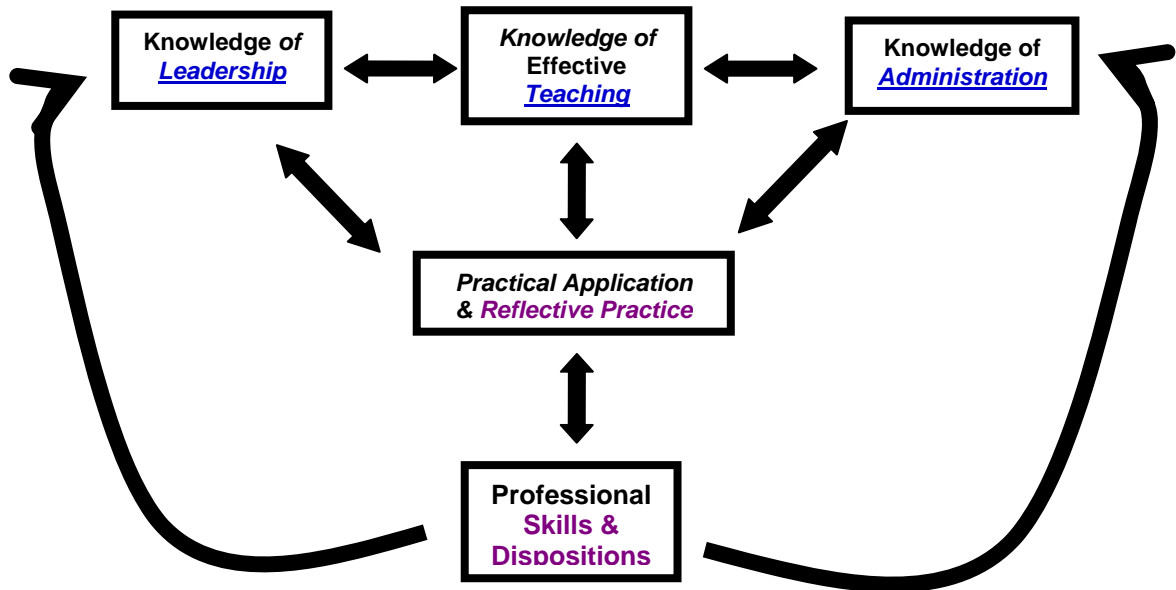 Knowledge of
Leadership
Knowledge of
Effective
Teaching
Knowledge of
Administration
Practical Application
& Reflective Practice
Professional
Skills &
Dispositions